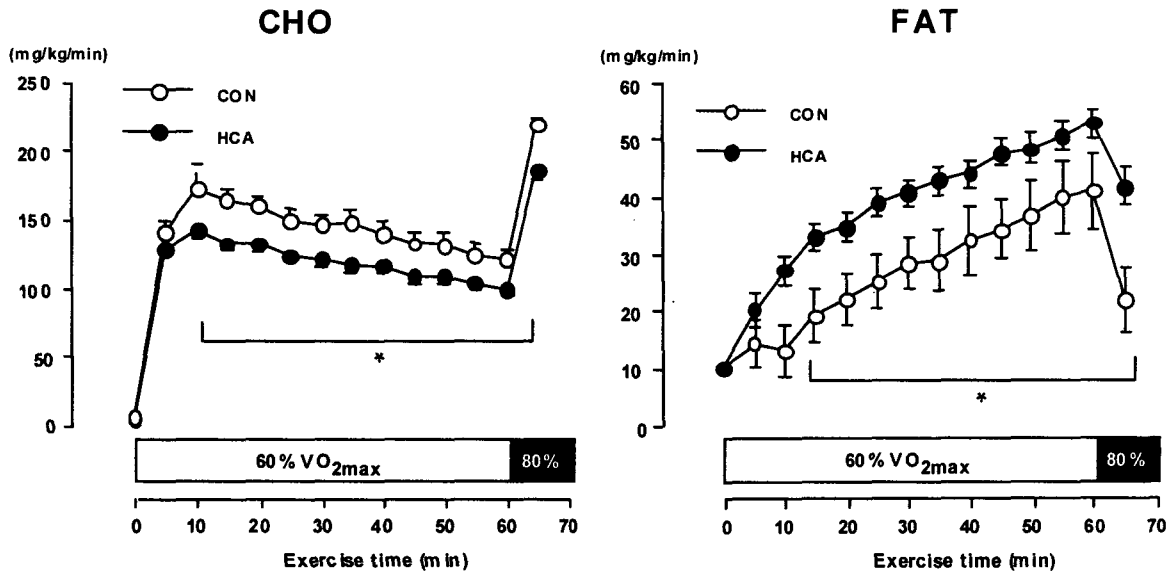 CHO
(mg/kg/min)
250
200
150
100
50
0
CON
HCA
*
60% VO2max
80%
0 10 20 30 40 50 60 70
Exercise time (min)
FAT
(mg/kg/min)
60
50
40
30
20
10
0
CON
HCA
*
60% VO2max
80%
0 10 20 30 40 50 60 70
Exercise time (min)